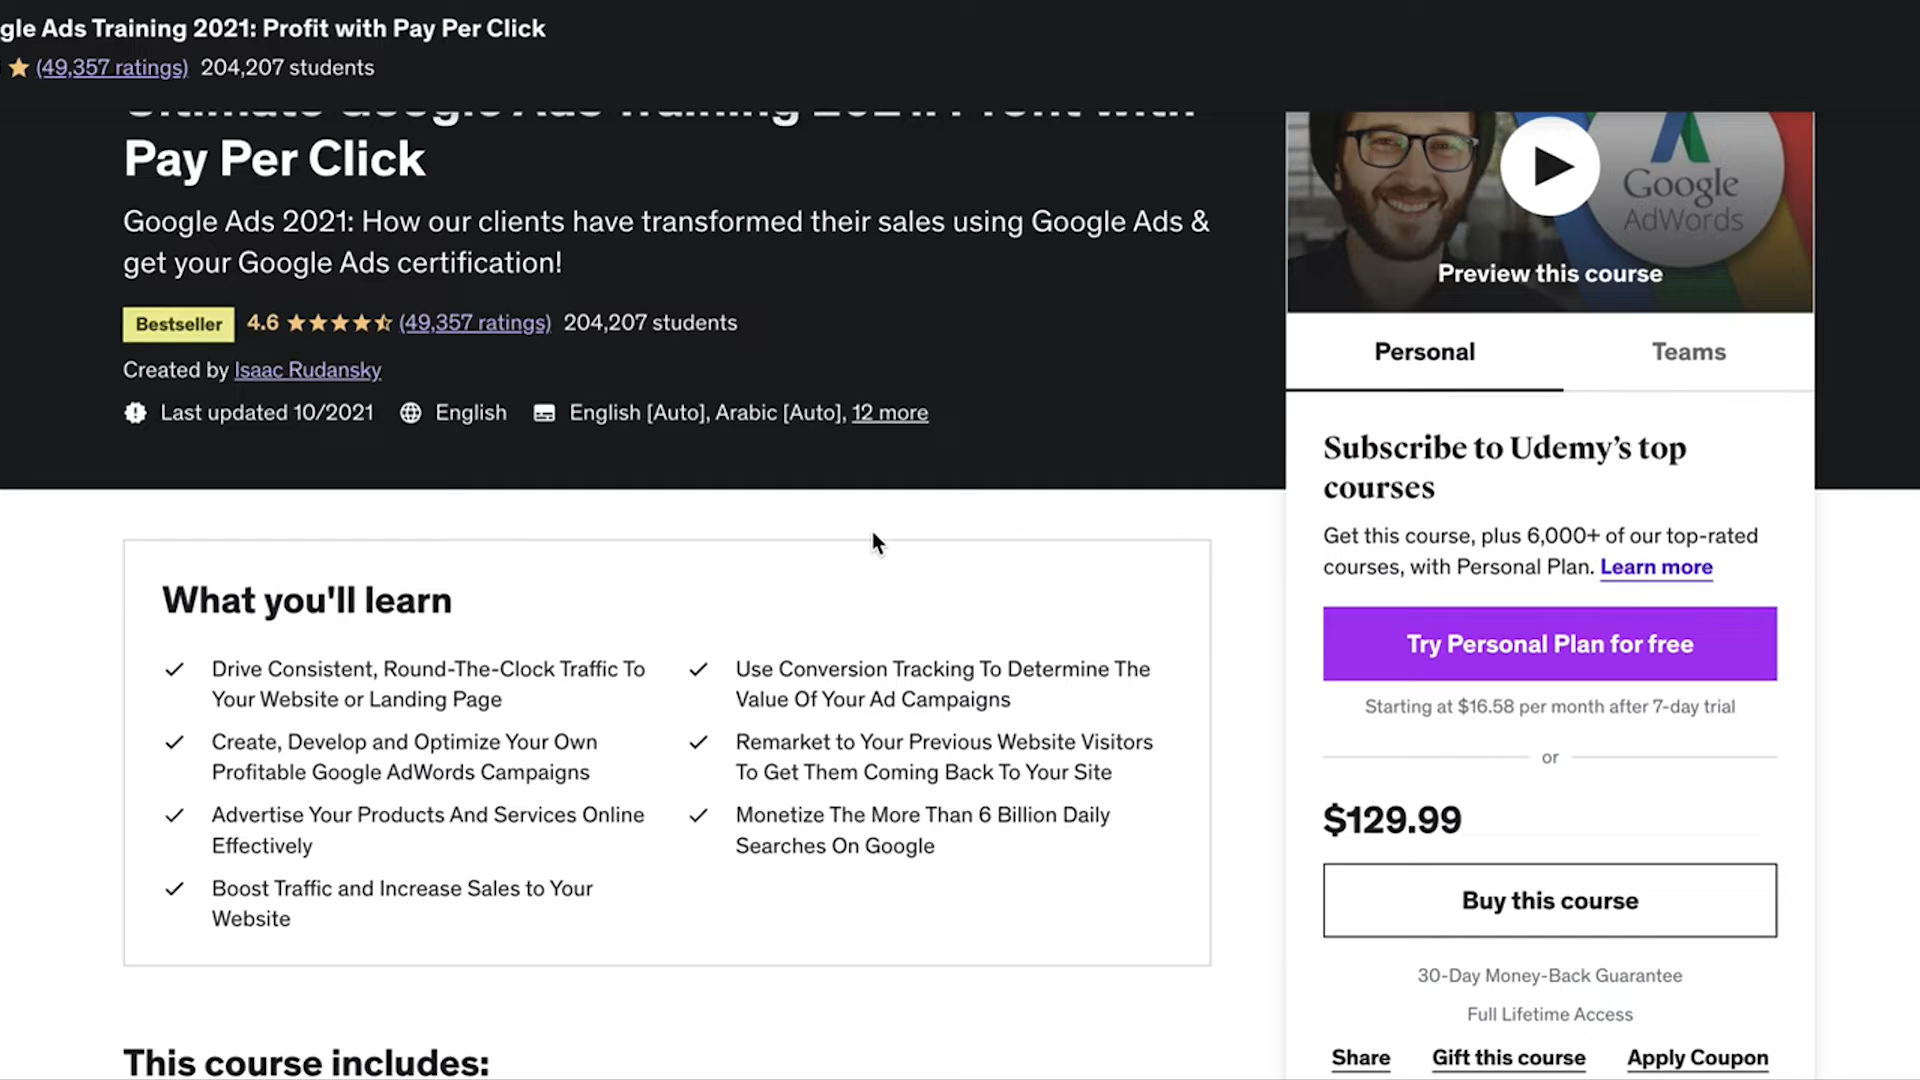 gle Ads Training 2021: Profit with Pay Per Click
(49,357 ratings) 204,207 students
Ultimate Google Ads Training 2021: Profit with
Pay Per Click
Google Ads 2021: How our clients have transformed their sales using Google Ads &
get your Google Ads certification!
Bestseller 4.6 (49,357 ratings) 204,207 students
Created by Isaac Rudansky
Last updated 10/2021 English English [Auto], Arabic [Auto], 12 more
Google
AdWords
Preview this course
Personal Teams
Subscribe to Udemy's top
courses
Get this course, plus 6,000+ of our top-rated
courses, with Personal Plan. Learn more
Try Personal Plan for free
Starting at $16.58 per month after 7-day trial
or
$129.99
Buy this course
30-Day Money-Back Guarantee
Full Lifetime Access
Share Gift this course Apply Coupon
What you'll learn
Drive Consistent, Round-The-Clock Traffic To
Your Website or Landing Page
Create, Develop and Optimize Your Own
Profitable Google AdWords Campaigns
Advertise Your Products And Services Online
Effectively
Boost Traffic and Increase Sales to Your
Website
Use Conversion Tracking To Determine The
Value Of Your Ad Campaigns
Remarket to Your Previous Website Visitors
To Get Them Coming Back To Your Site
Monetize The More Than 6 Billion Daily
Searches On Google
This course includes: